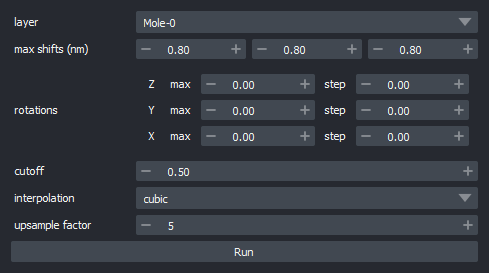 layer Mole-0
max shifts (nm) − 0.80 + − 0.80 + − 0.80 +
Z max − 0.00 + step − 0.00 +
rotations Y max − 0.00 + step − 0.00 +
X max − 0.00 + step − 0.00 +
cutoff − 0.50 +
interpolation cubic
upsample factor − 5 +
Run